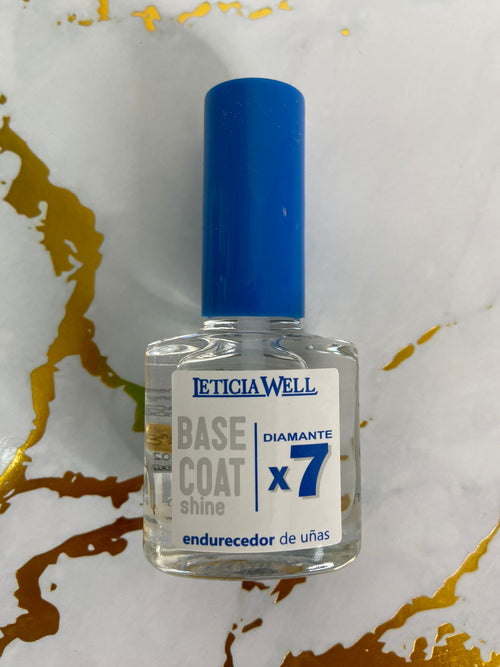 LETICIA WELL
BASE
COAT
shine
DIAMANTE
x7
endurecedor de uñas